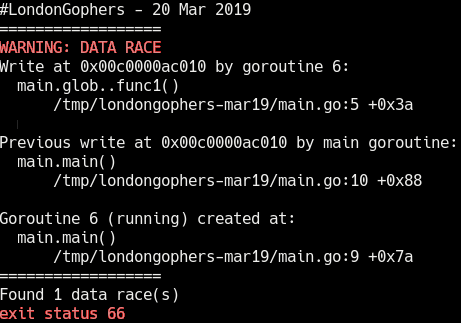 #LondonGophers - 20 Mar 2019
==================
WARNING: DATA RACE
Write at 0x00c0000ac010 by goroutine 6:
  main.glob..func1()
      /tmp/londongophers-mar19/main.go:5 +0x3a

Previous write at 0x00c0000ac010 by main goroutine:
  main.main()
      /tmp/londongophers-mar19/main.go:10 +0x88

Goroutine 6 (running) created at:
  main.main()
      /tmp/londongophers-mar19/main.go:9 +0x7a
==================
Found 1 data race(s)
exit status 66